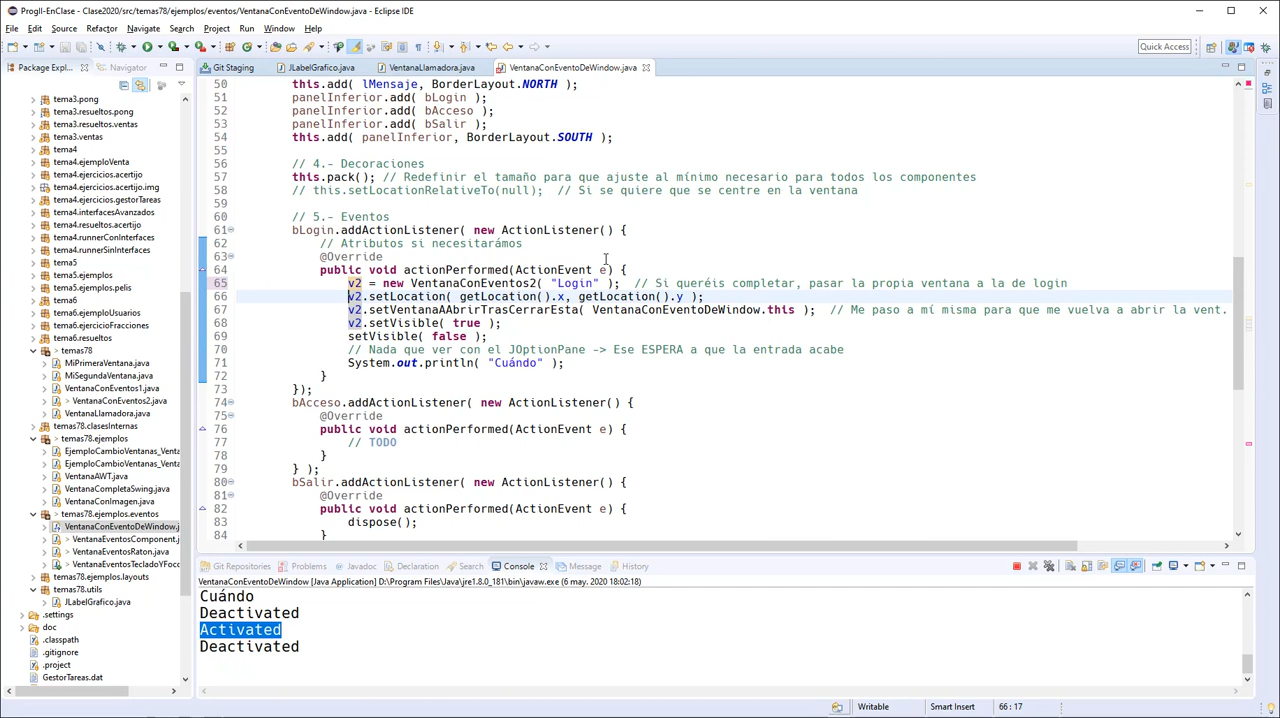 ProgII-EnClase - Clase2020/src/temas78/ejemplos/eventos/VentanaConEventoDeWindow.java - Eclipse IDE
File Edit Source Refactor Navigate Search Project Run Window Help
Quick Access
Package Expl... Navigator
Git Staging JLabelGrafico.java VentanaLlamadora.java VentanaConEventoDeWindow.java
tema3.pong
tema3.resueltos.pong
tema3.resueltos.ventas
tema3.ventas
tema4
tema4.ejemploVenta
tema4.ejercicios.acertijo
tema4.ejercicios.acertijo.img
tema4.ejercicios.gestorTareas
tema4.interfacesAvanzados
tema4.resueltos.acertijo
tema4.runnerConInterfaces
tema4.runnerSinInterfaces
tema5
tema5.ejemplos
tema5.ejemplos.pelis
tema6
tema6.ejemploUsuarios
tema6.ejercicioFracciones
tema6.resueltos
temas78
MiPrimeraVentana.java
MiSegundaVentana.java
VentanaConEventos1.java
> VentanaConEventos2.java
VentanaLlamadora.java
temas78.clasesInternas
> temas78.ejemplos
EjemploCambioVentanas_Venta
EjemploCambioVentanas_Venta
VentanaAWT.java
VentanaCompletaSwing.java
VentanaConImagen.java
> temas78.ejemplos.eventos
VentanaConEventoDeWindow.j
> VentanaEventosComponent.j
> VentanaEventosRaton.java
> VentanaEventosTecladoYFoco
temas78.ejemplos.layouts
temas78.utils
JLabelGrafico.java
.settings
doc
.classpath
.gitignore
.project
GestorTareas.dat
50 this.add( lMensaje, BorderLayout.NORTH );
51 panelInferior.add( bLogin );
52 panelInferior.add( bAcceso );
53 panelInferior.add( bSalir );
54 this.add( panelInferior, BorderLayout.SOUTH );
55
56 // 4.- Decoraciones
57 this.pack(); // Redefinir el tamaño para que ajuste al mínimo necesario para todos los componentes
58 // this.setLocationRelativeTo(null); // Si se quiere que se centre en la ventana
59
60 // 5.- Eventos
61 bLogin.addActionListener( new ActionListener() {
62 // Atributos si necesitarámos
63 @Override
64 public void actionPerformed(ActionEvent e) {
65 v2 = new VentanaConEventos2( "Login" ); // Si queréis completar, pasar la propia ventana a la de login
66 v2.setLocation( getLocation().x, getLocation().y );
67 v2.setVentanaAAbrirTrasCerrarEsta( VentanaConEventoDeWindow.this ); // Me paso a mí misma para que me vuelva a abrir la vent.
68 v2.setVisible( true );
69 setVisible( false );
70 // Nada que ver con el JOptionPane -> Ese ESPERA a que la entrada acabe
71 System.out.println( "Cuándo" );
72 }
73 });
74 bAcceso.addActionListener( new ActionListener() {
75 @Override
76 public void actionPerformed(ActionEvent e) {
77 // TODO
78 }
79 } );
80 bSalir.addActionListener( new ActionListener() {
81 @Override
82 public void actionPerformed(ActionEvent e) {
83 dispose();
84 }
Git Repositories Problems Javadoc Declaration Search Console Message History
VentanaConEventoDeWindow [Java Application] D:\Program Files\Java\jre1.8.0_181\bin\javaw.exe (6 may. 2020 18:02:18)
Cuándo
Deactivated
Activated
Deactivated
Writable Smart Insert 66 : 17